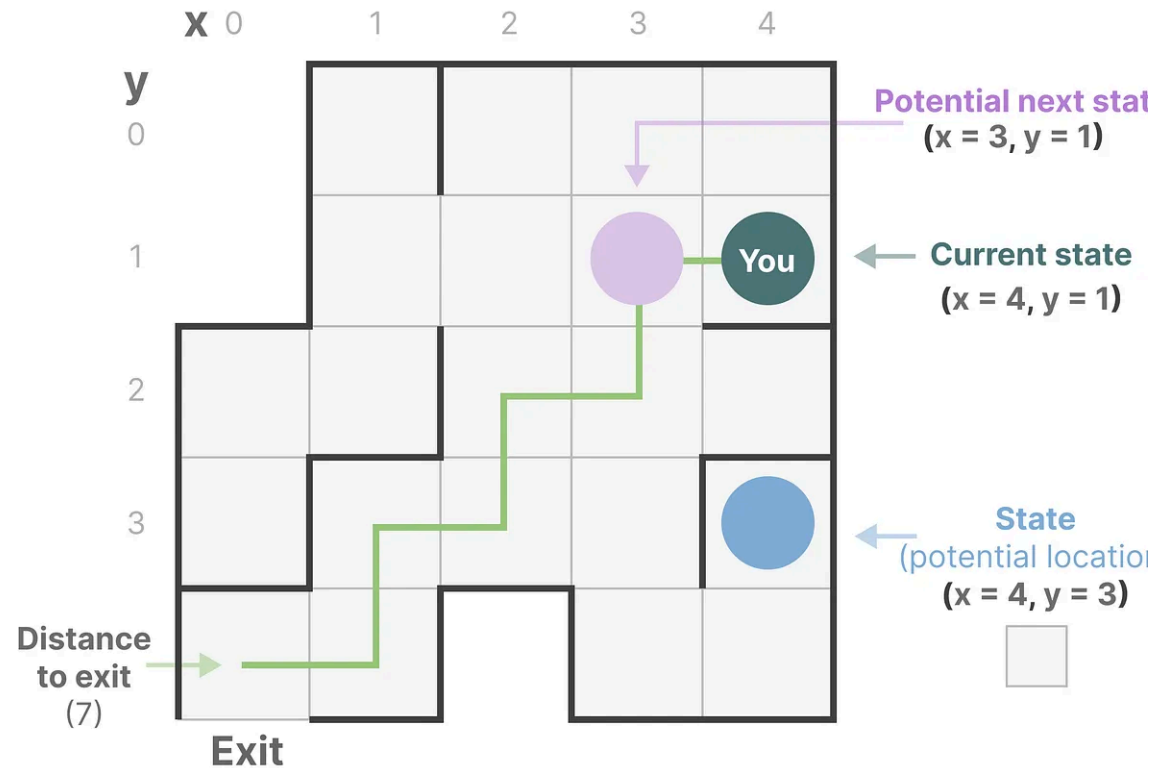 x 0 1 2 3 4
y
0
1
2
3
Potential next stat
(x = 3, y = 1)
You
Current state
(x = 4, y = 1)
State
(potential locatio
(x = 4, y = 3)
Distance
to exit
(7)
Exit